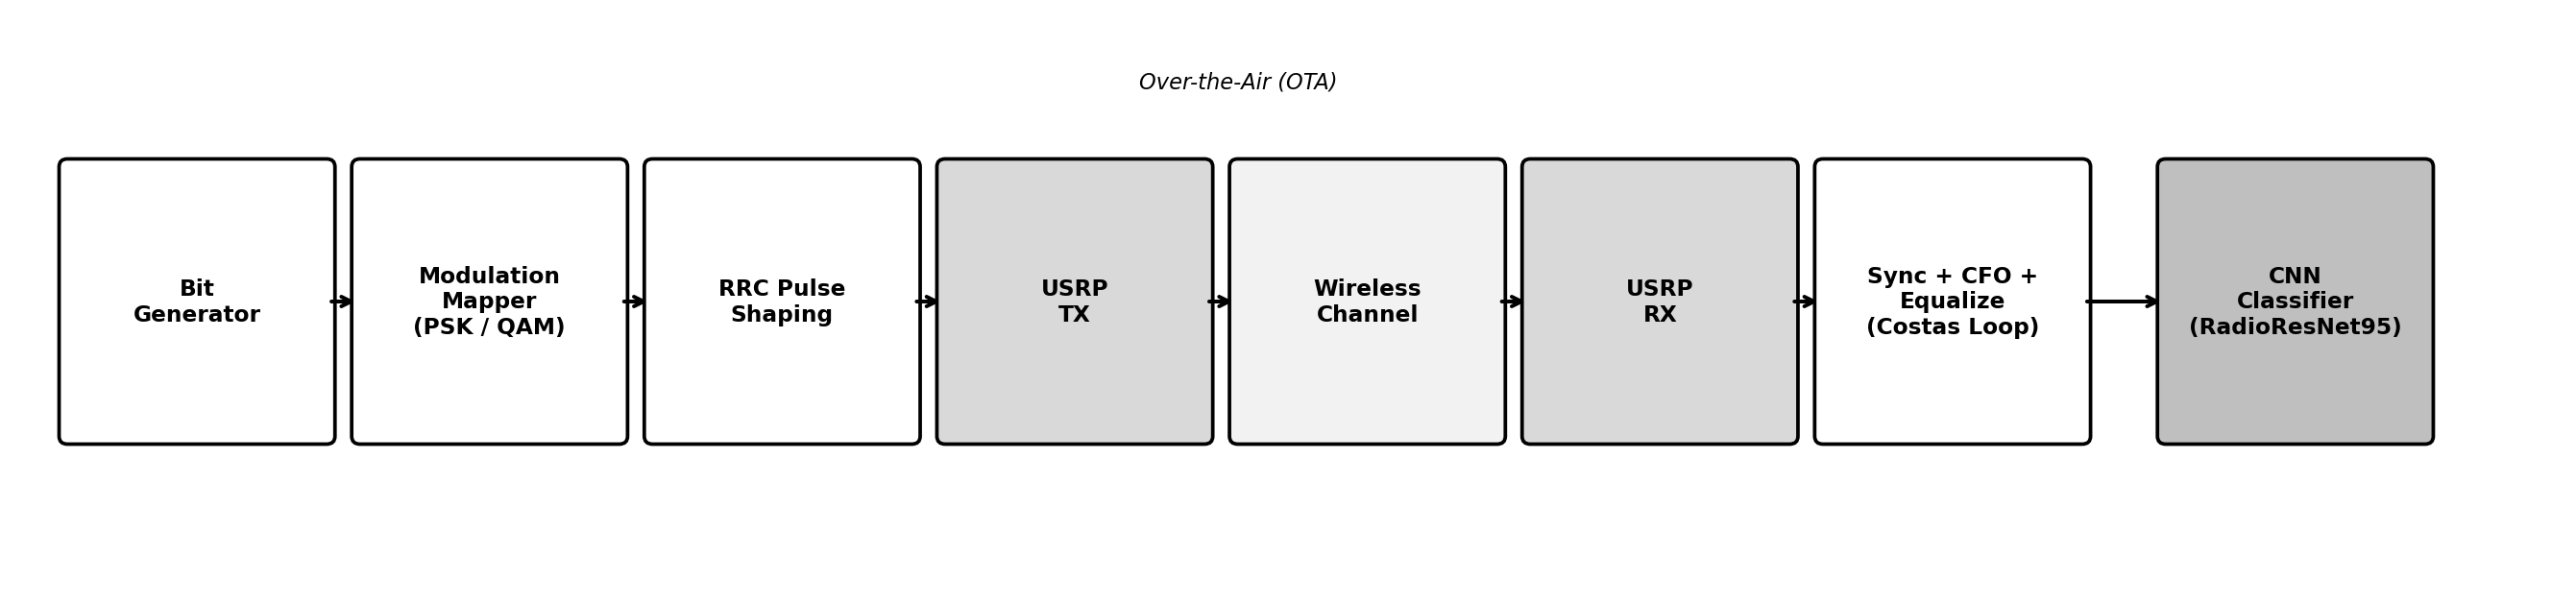 Over-the-Air (OTA)
Bit
Generator
Modulation
Mapper
(PSK / QAM)
RRC Pulse
Shaping
USRP
TX
Wireless
Channel
USRP
RX
Sync + CFO +
Equalize
(Costas Loop)
CNN
Classifier
(RadioResNet95)